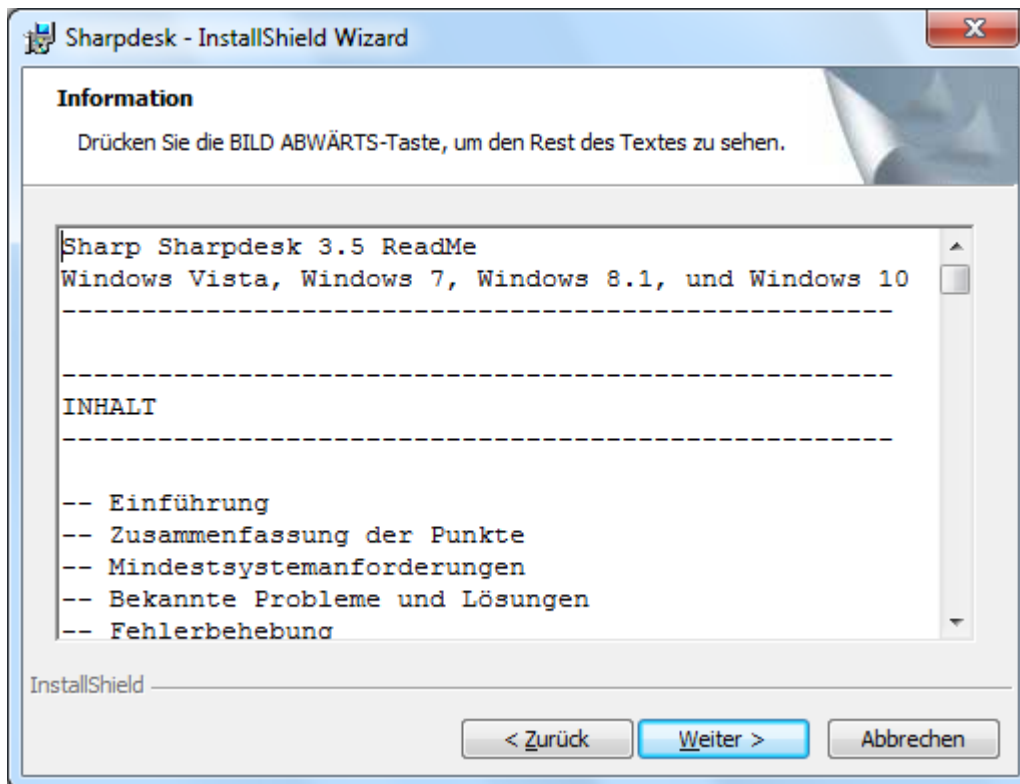 Sharpdesk - InstallShield Wizard
Information
Drücken Sie die BILD ABWÄRTS-Taste, um den Rest des Textes zu sehen.
Sharp Sharpdesk 3.5 ReadMe
Windows Vista, Windows 7, Windows 8.1, und Windows 10
----------------------------------------------------
----------------------------------------------------
INHALT
----------------------------------------------------
-- Einführung
-- Zusammenfassung der Punkte
-- Mindestsystemanforderungen
-- Bekannte Probleme und Lösungen
-- Fehlerbehebung
InstallShield
< Zurück
Weiter >
Abbrechen